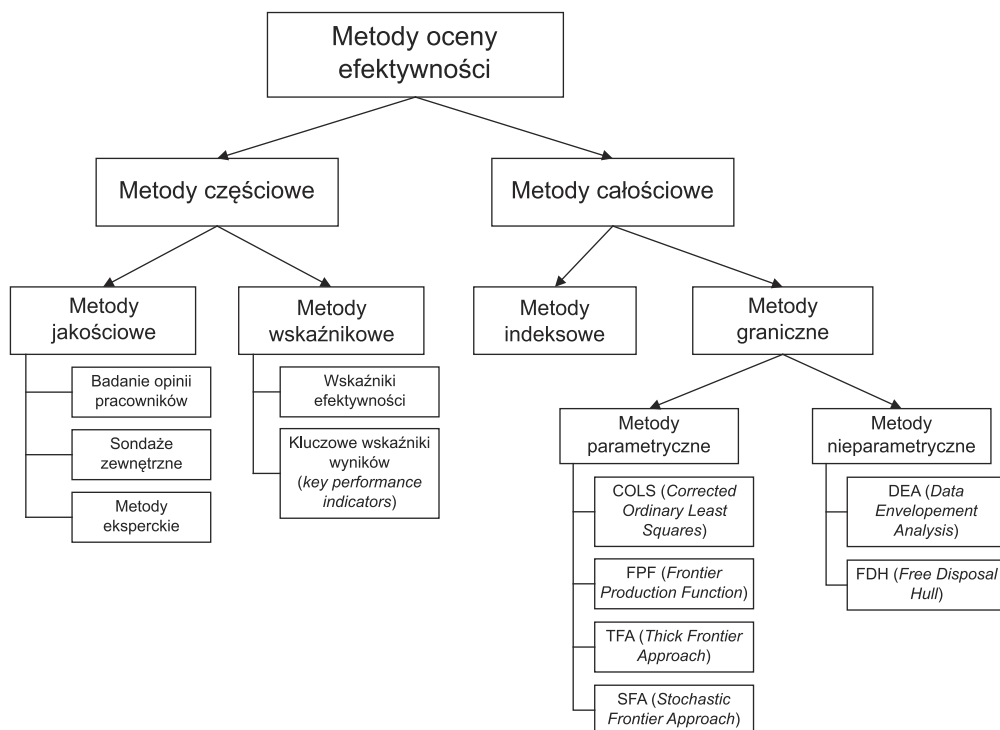 Metody oceny
efektywności
Metody częściowe
Metody całościowe
Metody
jakościowe
Metody
wskaźnikowe
Metody
indeksowe
Metody
graniczne
Badanie opinii
pracowników
Sondaże
zewnętrzne
Metody
eksperckie
Wskaźniki
efektywności
Kluczowe wskaźniki
wyników
(key performance
indicators)
Metody
parametryczne
Metody
nieparametryczne
COLS (Corrected
Ordinary Least
Squares)
FPF (Frontier
Production Function)
TFA (Thick Frontier
Approach)
SFA (Stochastic
Frontier Approach)
DEA (Data
Envelopement
Analysis)
FDH (Free Disposal
Hull)